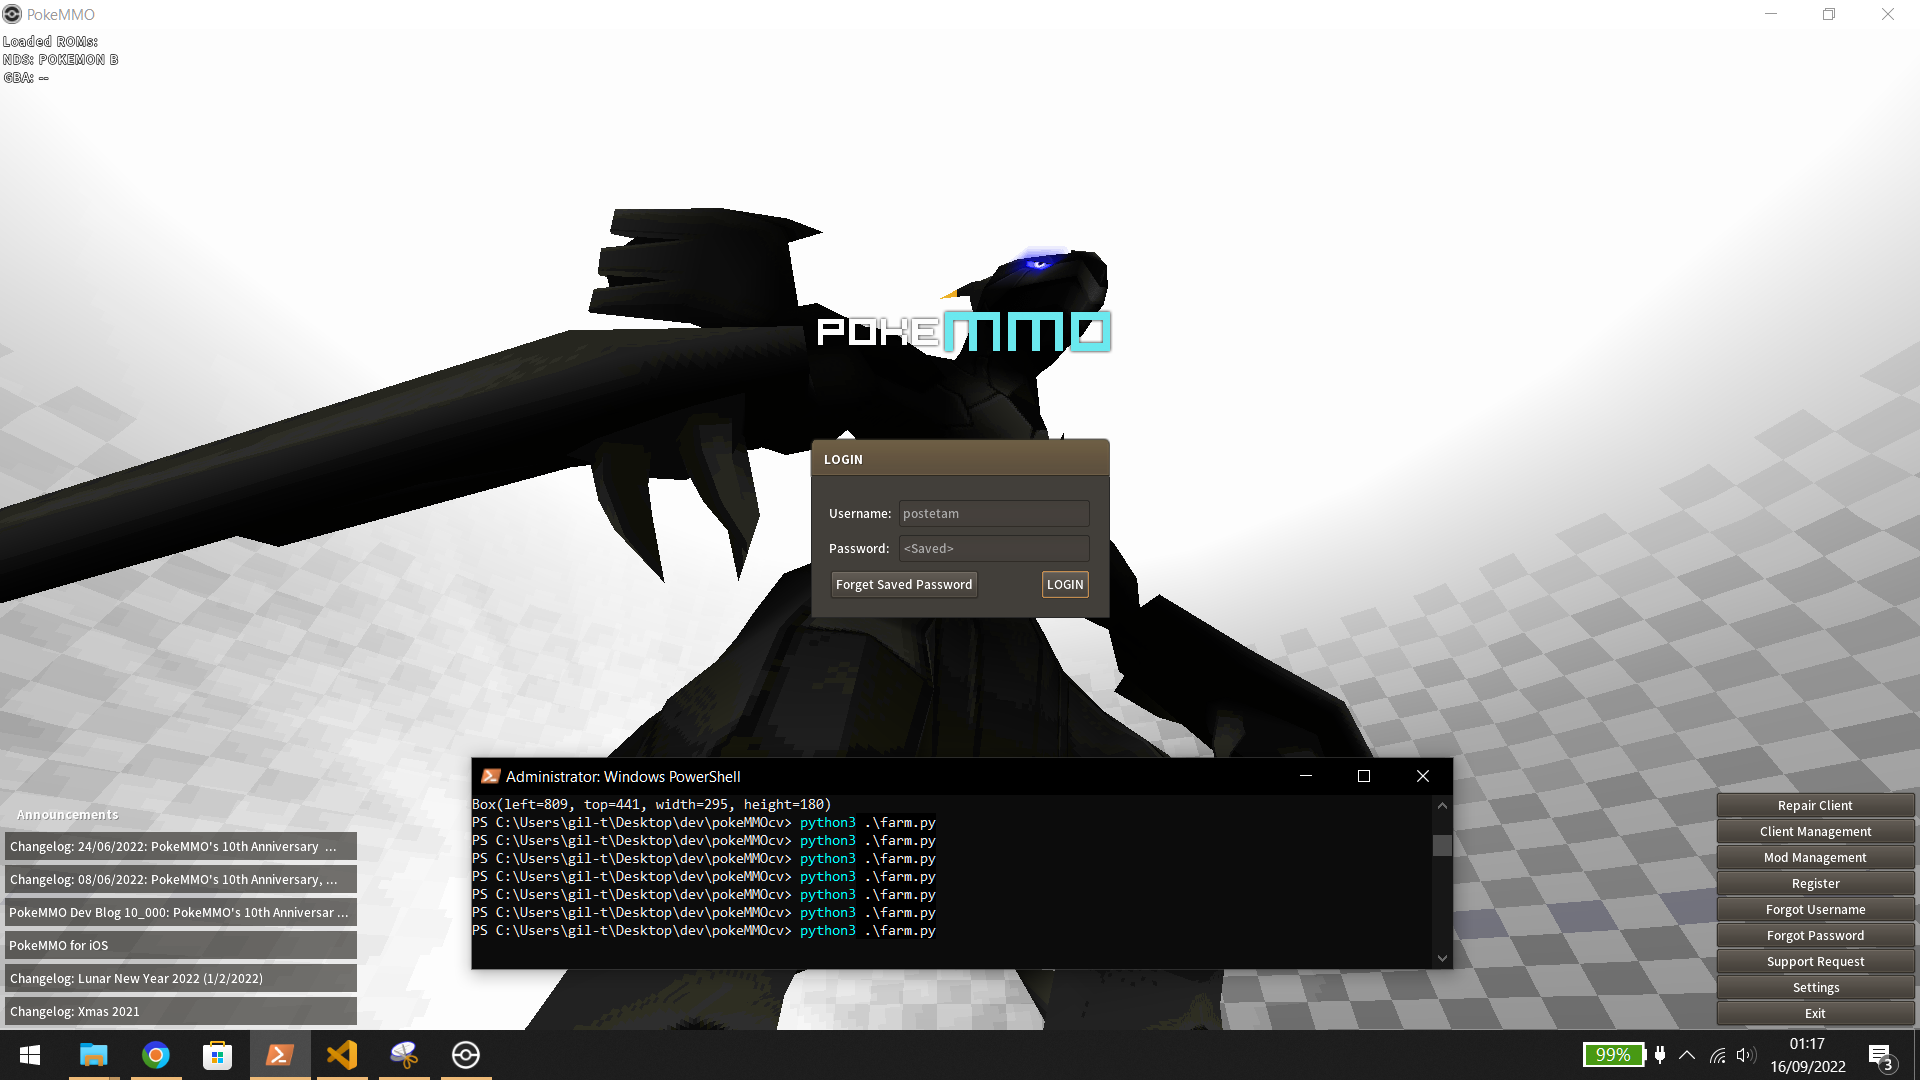 PokeMMO
Loaded ROMs:
NDS: POKEMON B
GBA: --
POKEMMO
LOGIN
Username: postetam
Password: <Saved>
Forget Saved Password
LOGIN
Administrator: Windows PowerShell
Box(left=809, top=441, width=295, height=180)
PS C:\Users\gil-t\Desktop\dev\pokeMMOcv> python3 .\farm.py
PS C:\Users\gil-t\Desktop\dev\pokeMMOcv> python3 .\farm.py
PS C:\Users\gil-t\Desktop\dev\pokeMMOcv> python3 .\farm.py
PS C:\Users\gil-t\Desktop\dev\pokeMMOcv> python3 .\farm.py
PS C:\Users\gil-t\Desktop\dev\pokeMMOcv> python3 .\farm.py
PS C:\Users\gil-t\Desktop\dev\pokeMMOcv> python3 .\farm.py
PS C:\Users\gil-t\Desktop\dev\pokeMMOcv> python3 .\farm.py
Announcements
Changelog: 24/06/2022: PokeMMO's 10th Anniversary ...
Changelog: 08/06/2022: PokeMMO's 10th Anniversary, ...
PokeMMO Dev Blog 10_000: PokeMMO's 10th Anniversar ...
PokeMMO for iOS
Changelog: Lunar New Year 2022 (1/2/2022)
Changelog: Xmas 2021
Repair Client
Client Management
Mod Management
Register
Forgot Username
Forgot Password
Support Request
Settings
Exit
99%
01:17
16/09/2022
3